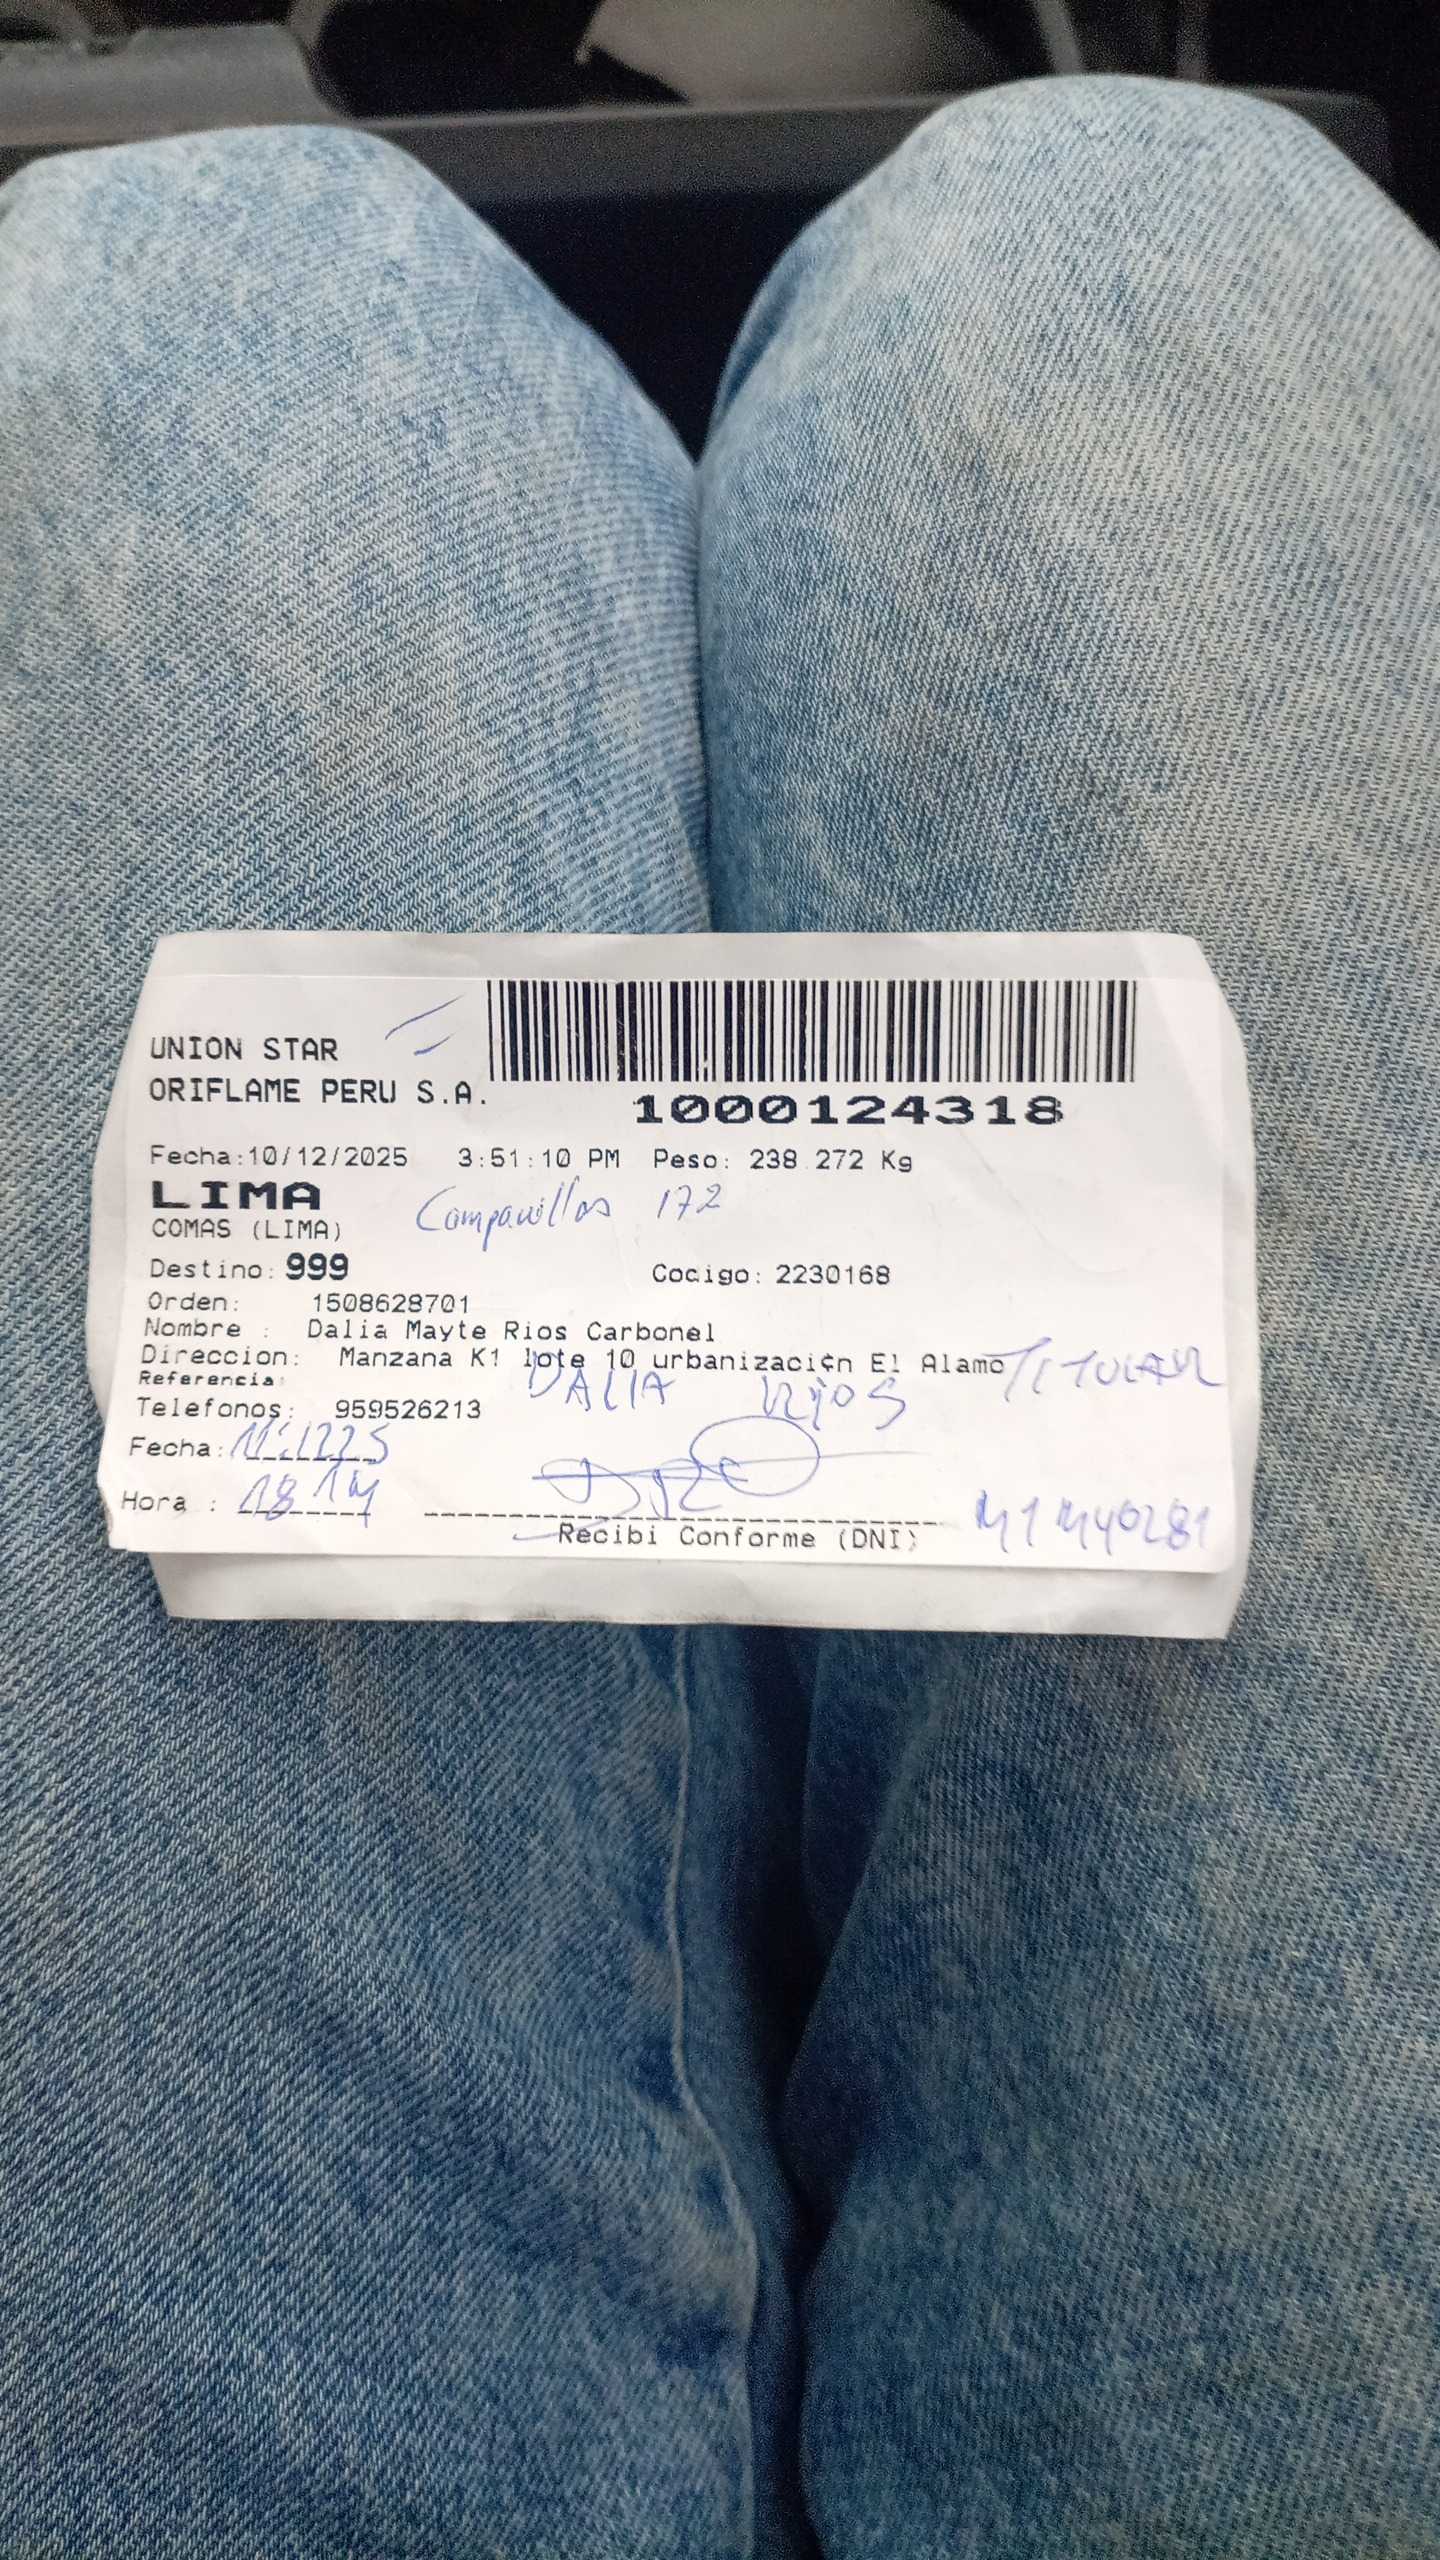 UNION STAR
ORIFLAME PERU S.A.
1000124318
Fecha:10/12/2025 3:51:10 PM Peso: 238.272 Kg
LIMA
COMAS (LIMA)
Campanillas 172
Destino: 999 Codigo: 2230168
Orden: 1508628701
Nombre : Dalia Mayte Rios Carbonel
Direccion: Manzana K1 lote 10 urbanización El Alamo
TITULAR
Referencia:
DALIA RIOS
Telefonos: 959526213
Fecha:
Hora :
Recibi Conforme (DNI)